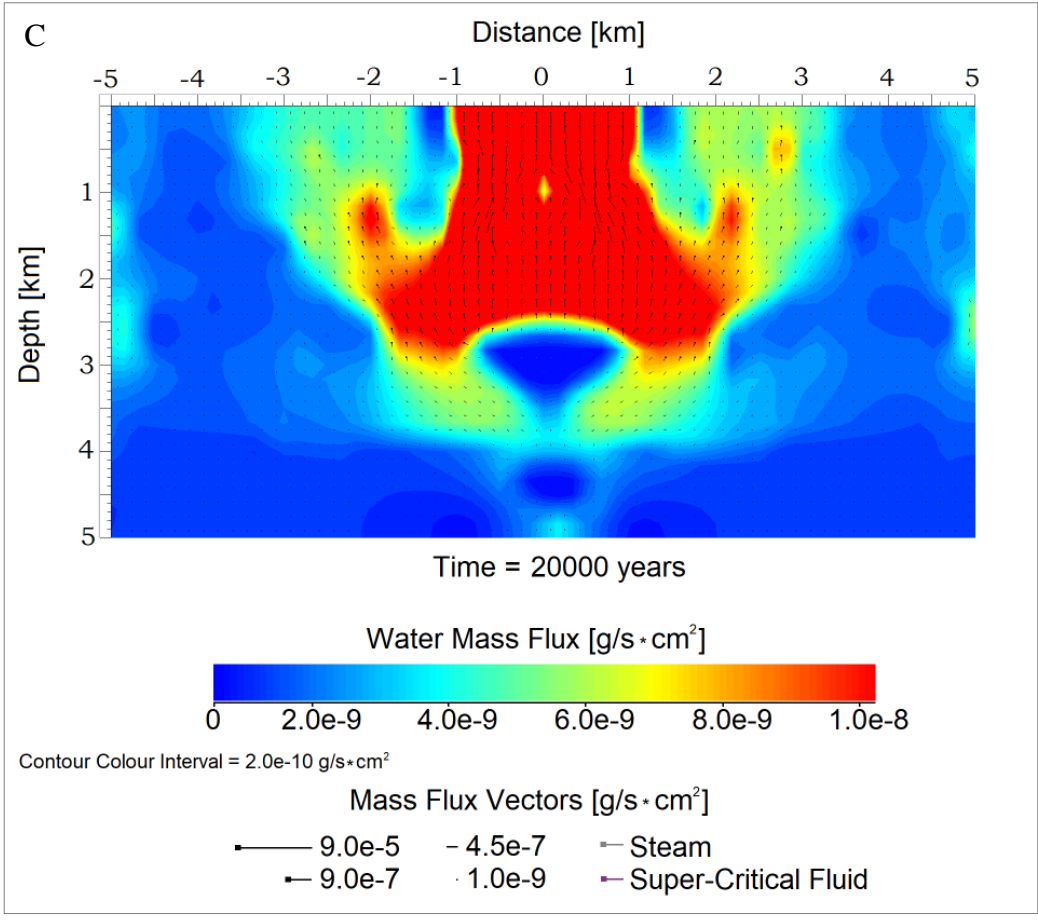 C
Distance [km]
-5 -3 -2 -1 0 1 2 3 4 5
Depth [km]
1
2
3
4
5
Time = 20000 years
Water Mass Flux [g/s*cm²]
0 2.0e-9 4.0e-9 6.0e-9 8.0e-9 1.0e-8
Contour Colour Interval = 2.0e-10 g/s*cm²
Mass Flux Vectors [g/s*cm²]
9.0e-5 4.5e-7 Steam
9.0e-7 1.0e-9 Super-Critical Fluid